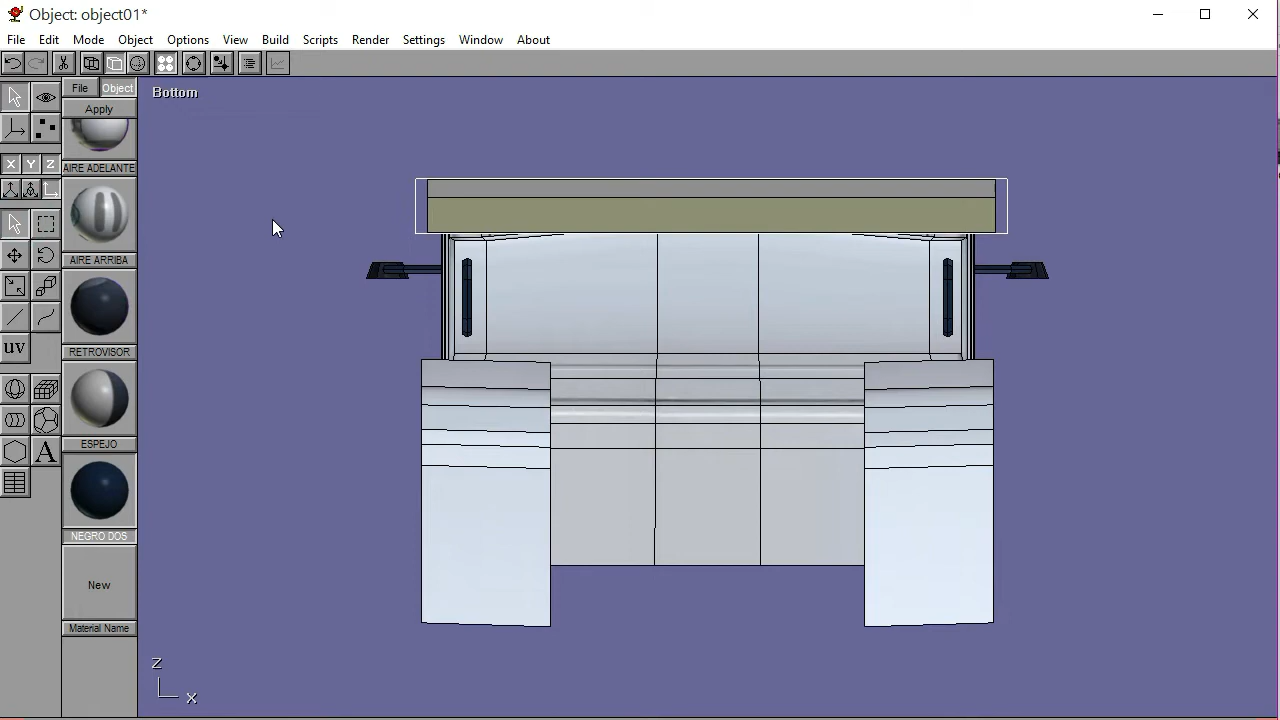 Object: object01*
File Edit Mode Object Options View Build Scripts Render Settings Window About
File Object
Apply
Bottom
AIRE ADELANTE
X Y Z
AIRE ARRIBA
RETROVISOR
UV
ESPEJO
A
NEGRO DOS
New
Material Name
Z
X